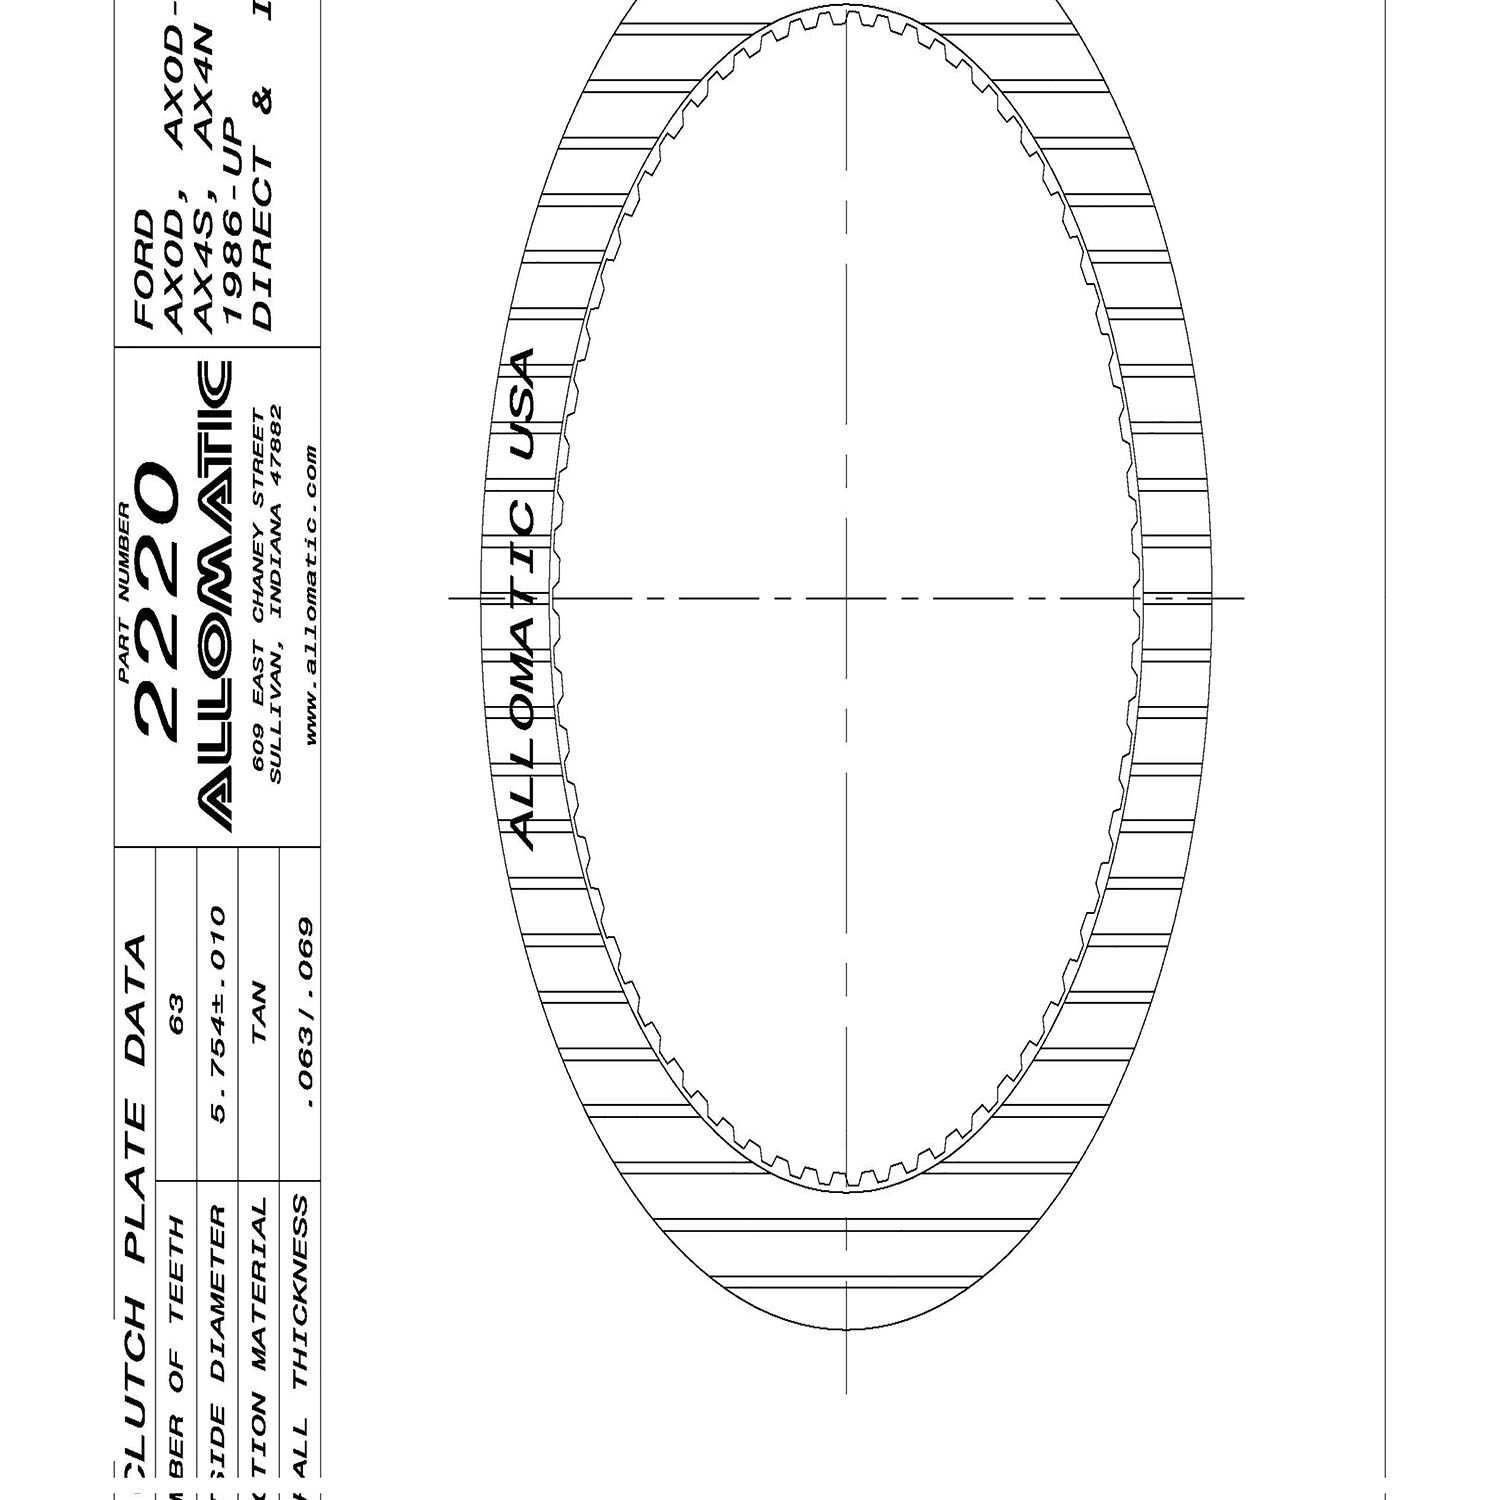 CLUTCH PLATE DATA
BER OF TEETH 63
SIDE DIAMETER 5.754±.010
TION MATERIAL TAN
ALL THICKNESS .063/.069
PART NUMBER
2220
ALLOMATIC
609 EAST CHANEY STREET
SULLIVAN, INDIANA 47882
www.allomatic.com
FORD
AXOD, AXOD-
AX4S, AX4N
1986-UP
DIRECT & I
ALLOMATIC USA